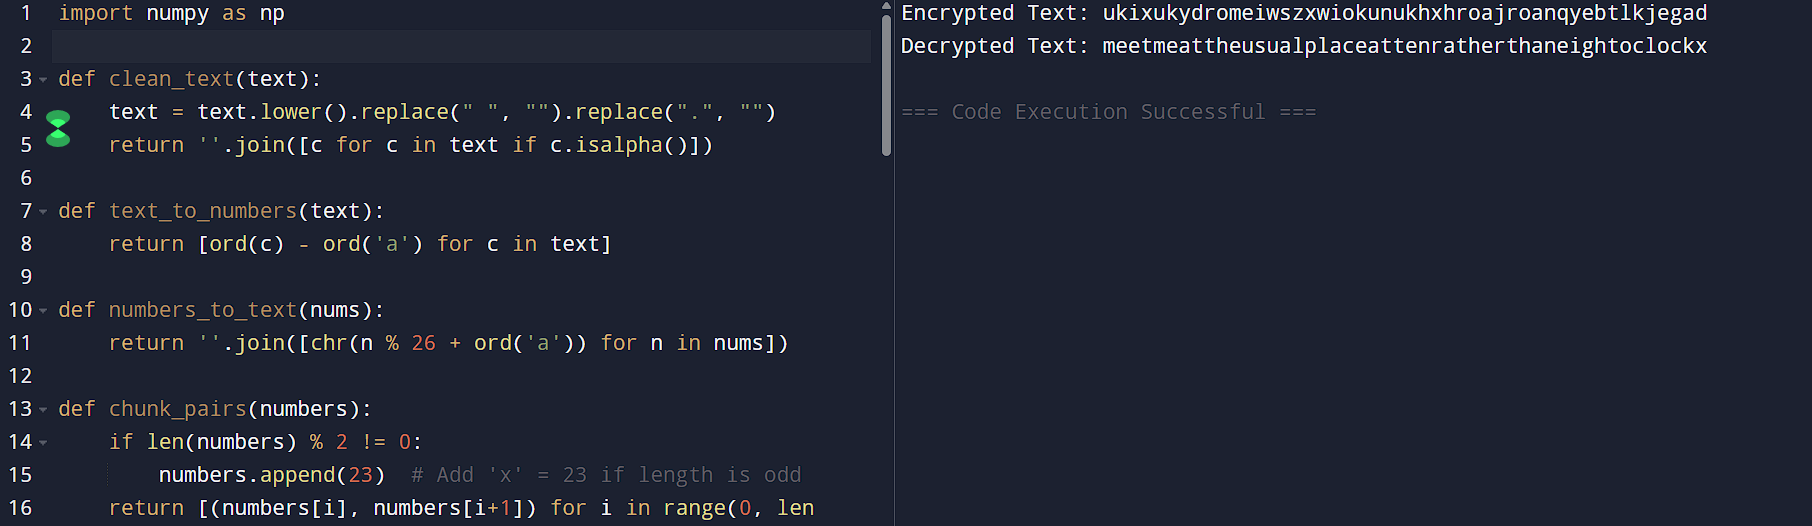 1 import numpy as np
2
3 def clean_text(text):
4     text = text.lower().replace(" ", "").replace(".", "")
5     return ''.join([c for c in text if c.isalpha()])
6
7 def text_to_numbers(text):
8     return [ord(c) - ord('a') for c in text]
9
10 def numbers_to_text(nums):
11     return ''.join([chr(n % 26 + ord('a')) for n in nums])
12
13 def chunk_pairs(numbers):
14     if len(numbers) % 2 != 0:
15         numbers.append(23)  # Add 'x' = 23 if length is odd
16     return [(numbers[i], numbers[i+1]) for i in range(0, len
Encrypted Text: ukixukydromeiwszxwiokunukhxhroajroanqyebtlkjegad
Decrypted Text: meetmeattheusualplaceattenratherthaneightoclockx
=== Code Execution Successful ===